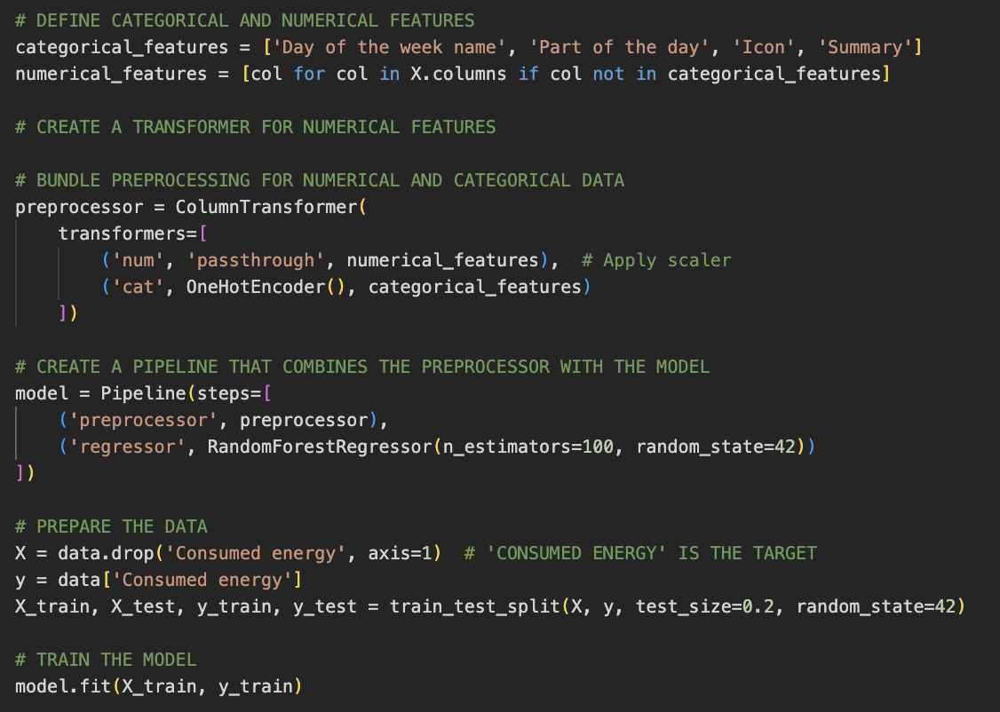 # DEFINE CATEGORICAL AND NUMERICAL FEATURES
categorical_features = ['Day of the week name', 'Part of the day', 'Icon', 'Summary']
numerical_features = [col for col in X.columns if col not in categorical_features]

# CREATE A TRANSFORMER FOR NUMERICAL FEATURES

# BUNDLE PREPROCESSING FOR NUMERICAL AND CATEGORICAL DATA
preprocessor = ColumnTransformer(
    transformers=[
        ('num', 'passthrough', numerical_features),  # Apply scaler
        ('cat', OneHotEncoder(), categorical_features)
    ])

# CREATE A PIPELINE THAT COMBINES THE PREPROCESSOR WITH THE MODEL
model = Pipeline(steps=[
    ('preprocessor', preprocessor),
    ('regressor', RandomForestRegressor(n_estimators=100, random_state=42))
])

# PREPARE THE DATA
X = data.drop('Consumed energy', axis=1)  # 'CONSUMED ENERGY' IS THE TARGET
y = data['Consumed energy']
X_train, X_test, y_train, y_test = train_test_split(X, y, test_size=0.2, random_state=42)

# TRAIN THE MODEL
model.fit(X_train, y_train)